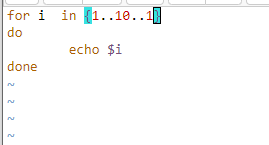 for i  in {1..10..1}
do
        echo $i
done
~
~
~
~